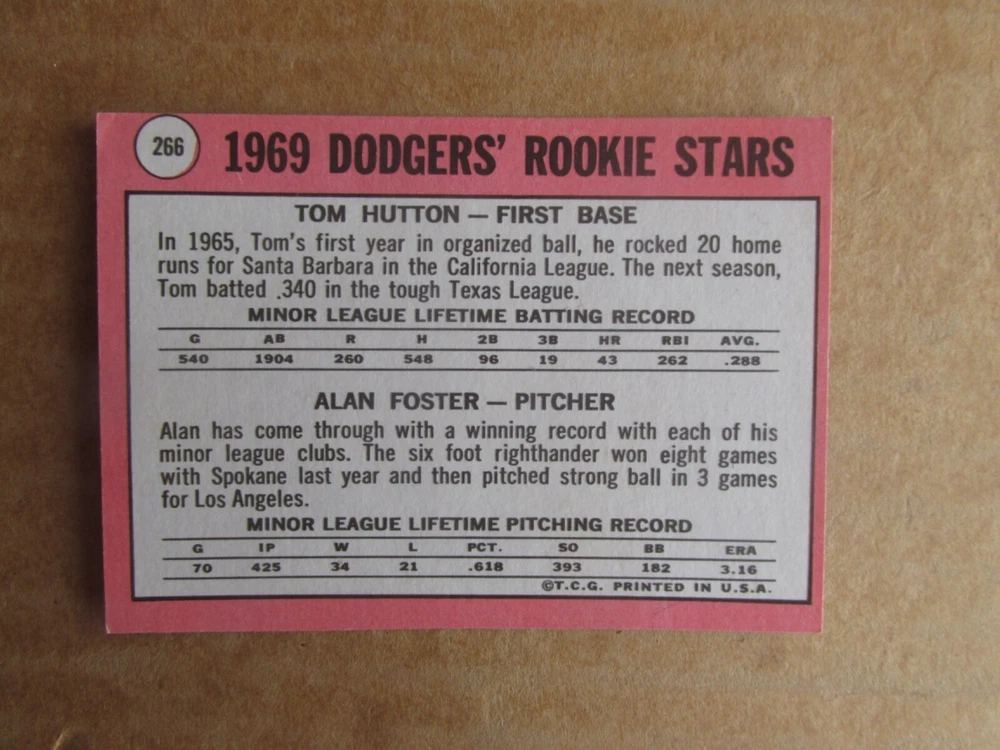 266
1969 DODGERS' ROOKIE STARS
TOM HUTTON — FIRST BASE
In 1965, Tom's first year in organized ball, he rocked 20 home
runs for Santa Barbara in the California League. The next season,
Tom batted .340 in the tough Texas League.
MINOR LEAGUE LIFETIME BATTING RECORD
G AB R H 2B 3B HR RBI AVG.
540 1904 260 548 96 19 43 262 .288
ALAN FOSTER — PITCHER
Alan has come through with a winning record with each of his
minor league clubs. The six foot righthander won eight games
with Spokane last year and then pitched strong ball in 3 games
for Los Angeles.
MINOR LEAGUE LIFETIME PITCHING RECORD
G IP W L PCT. SO BB ERA
70 425 34 21 .618 393 182 3.16
©T.C.G. PRINTED IN U.S.A.